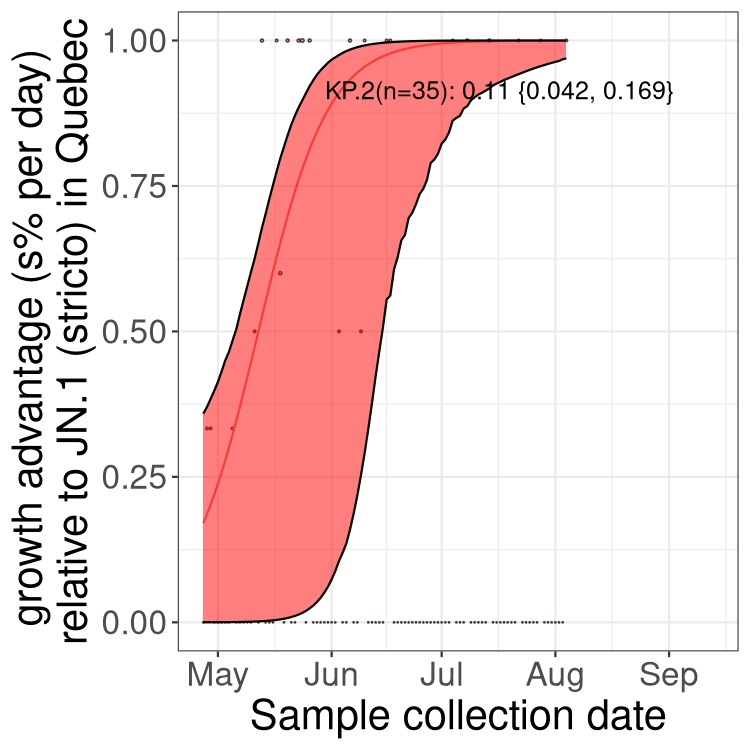 growth advantage (s% per day)
relative to JN.1 (stricto) in Quebec
1.00
0.75
0.50
0.25
0.00
KP.2(n=35): 0.11 {0.042, 0.169}
May Jun Jul Aug Sep
Sample collection date